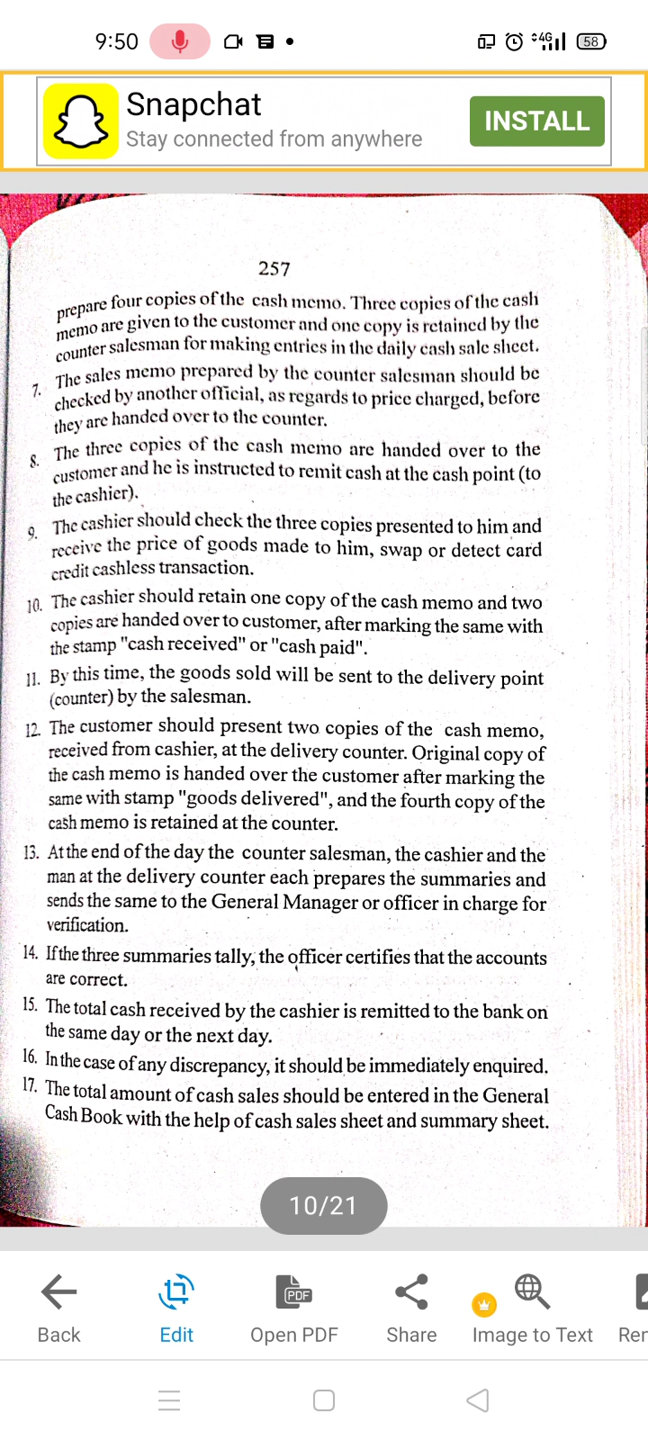 9:50
4G
58
Snapchat
Stay connected from anywhere
INSTALL
257
prepare four copies of the cash memo. Three copies of the cash
memo are given to the customer and one copy is retained by the
counter salesman for making entries in the daily cash sale sheet.
7. The sales memo prepared by the counter salesman should be
checked by another official, as regards to price charged, before
they are handed over to the counter.
8. The three copies of the cash memo are handed over to the
customer and he is instructed to remit cash at the cash point (to
the cashier).
9. The cashier should check the three copies presented to him and
receive the price of goods made to him, swap or detect card
credit cashless transaction.
10. The cashier should retain one copy of the cash memo and two
copies are handed over to customer, after marking the same with
the stamp "cash received" or "cash paid".
11. By this time, the goods sold will be sent to the delivery point
(counter) by the salesman.
12. The customer should present two copies of the cash memo,
received from cashier, at the delivery counter. Original copy of
the cash memo is handed over the customer after marking the
same with stamp "goods delivered", and the fourth copy of the
cash memo is retained at the counter.
13. At the end of the day the counter salesman, the cashier and the
man at the delivery counter each prepares the summaries and
sends the same to the General Manager or officer in charge for
verification.
14. If the three summaries tally, the officer certifies that the accounts
are correct.
15. The total cash received by the cashier is remitted to the bank on
the same day or the next day.
16. In the case of any discrepancy, it should be immediately enquired.
17. The total amount of cash sales should be entered in the General
Cash Book with the help of cash sales sheet and summary sheet.
10/21
PDF
Back Edit Open PDF Share Image to Text Rer